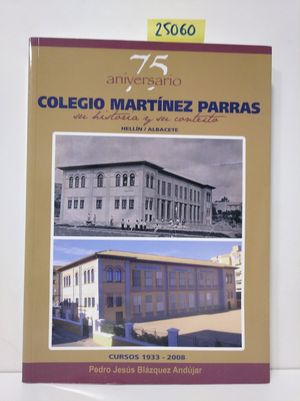 25060
75
aniversario
COLEGIO MARTÍNEZ PARRAS
su historia y su contexto
HELLÍN / ALBACETE
CURSOS 1933 - 2008
Pedro Jesús Blázquez Andújar